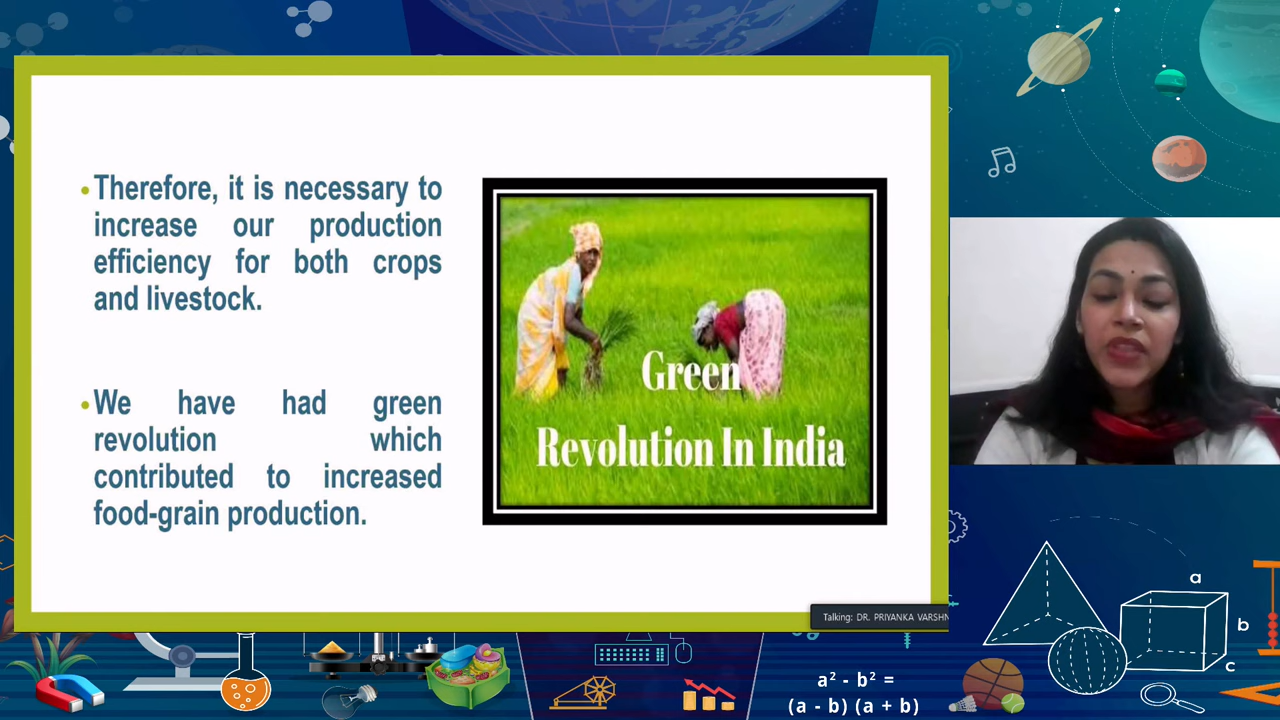 •Therefore, it is necessary to
increase our production
efficiency for both crops
and livestock.
•We have had green
revolution which
contributed to increased
food-grain production.
Green
Revolution In India
Talking: DR. PRIYANKA VARSHN
a
b
c
a² - b² =
(a - b) (a + b)